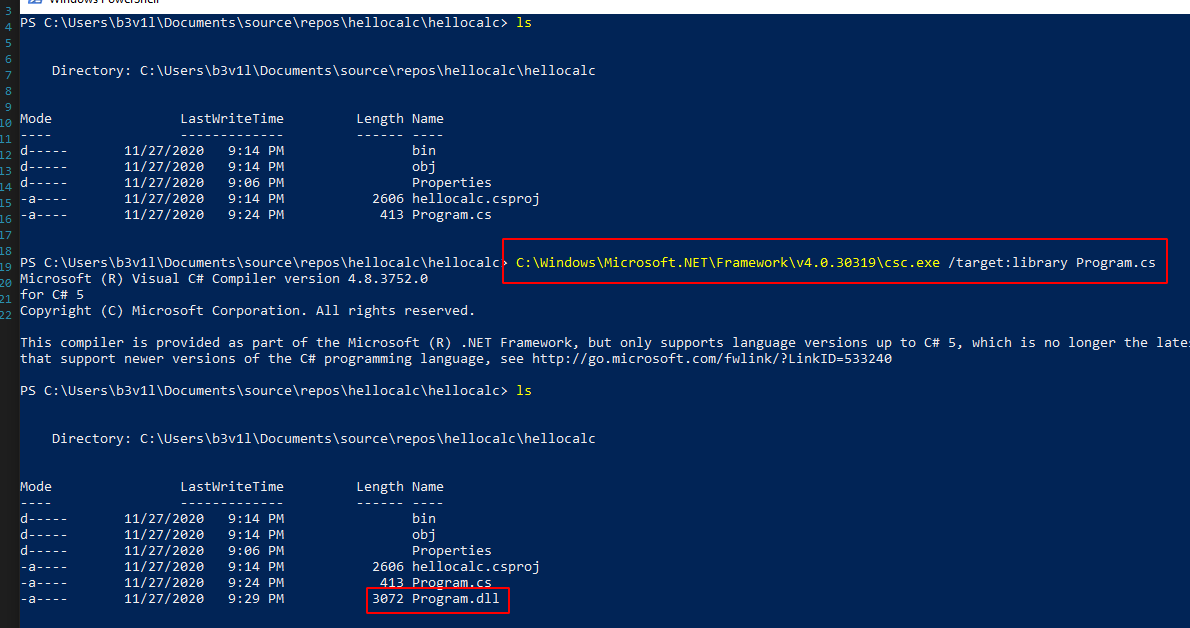 Windows PowerShell
PS C:\Users\b3v1l\Documents\source\repos\hellocalc\hellocalc> ls
Directory: C:\Users\b3v1l\Documents\source\repos\hellocalc\hellocalc
Mode LastWriteTime Length Name
---- ------------- ------ ----
d----- 11/27/2020 9:14 PM bin
d----- 11/27/2020 9:14 PM obj
d----- 11/27/2020 9:06 PM Properties
-a---- 11/27/2020 9:14 PM 2606 hellocalc.csproj
-a---- 11/27/2020 9:24 PM 413 Program.cs
PS C:\Users\b3v1l\Documents\source\repos\hellocalc\hellocalc> C:\Windows\Microsoft.NET\Framework\v4.0.30319\csc.exe /target:library Program.cs
Microsoft (R) Visual C# Compiler version 4.8.3752.0
for C# 5
Copyright (C) Microsoft Corporation. All rights reserved.
This compiler is provided as part of the Microsoft (R) .NET Framework, but only supports language versions up to C# 5, which is no longer the
that support newer versions of the C# programming language, see http://go.microsoft.com/fwlink/?LinkID=533240
PS C:\Users\b3v1l\Documents\source\repos\hellocalc\hellocalc> ls
Directory: C:\Users\b3v1l\Documents\source\repos\hellocalc\hellocalc
Mode LastWriteTime Length Name
---- ------------- ------ ----
d----- 11/27/2020 9:14 PM bin
d----- 11/27/2020 9:14 PM obj
d----- 11/27/2020 9:06 PM Properties
-a---- 11/27/2020 9:14 PM 2606 hellocalc.csproj
-a---- 11/27/2020 9:24 PM 413 Program.cs
-a---- 11/27/2020 9:29 PM 3072 Program.dll
3
4
5
6
7
8
9
10
11
12
13
14
15
16
17
18
19
20
21
22